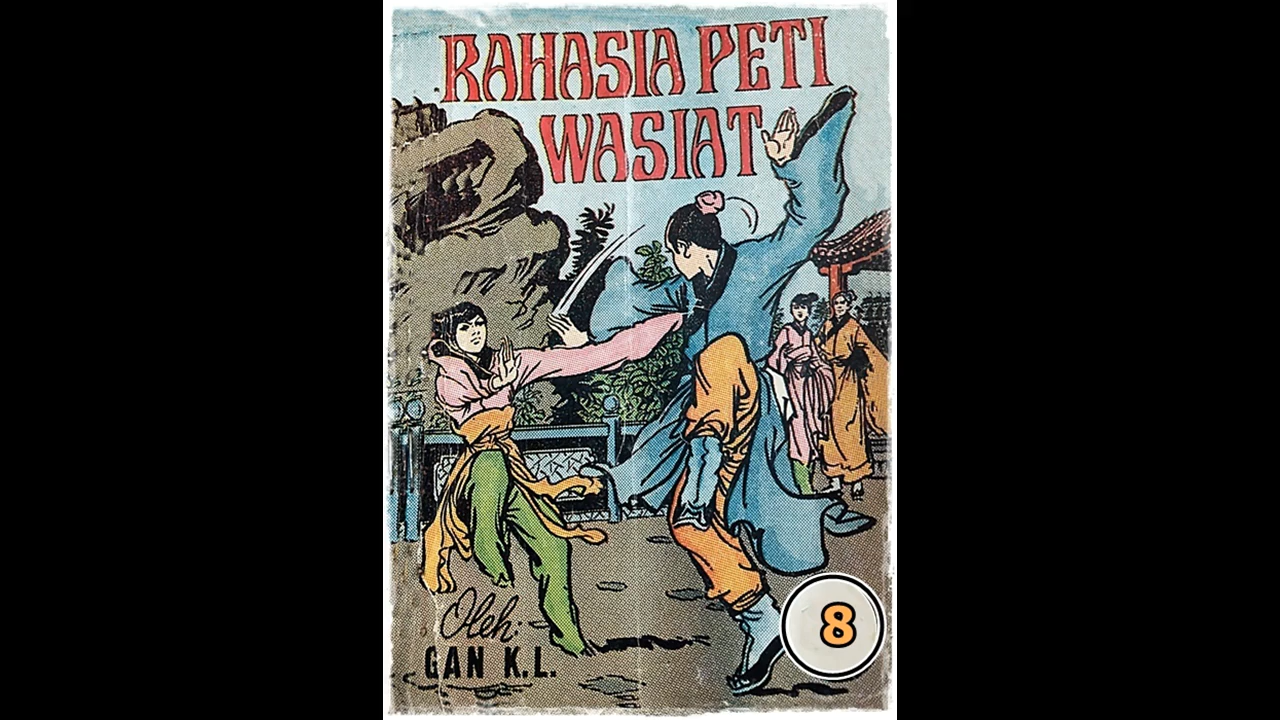 RAHASIA PETI
WASIAT
Oleh:
GAN K.L.
8